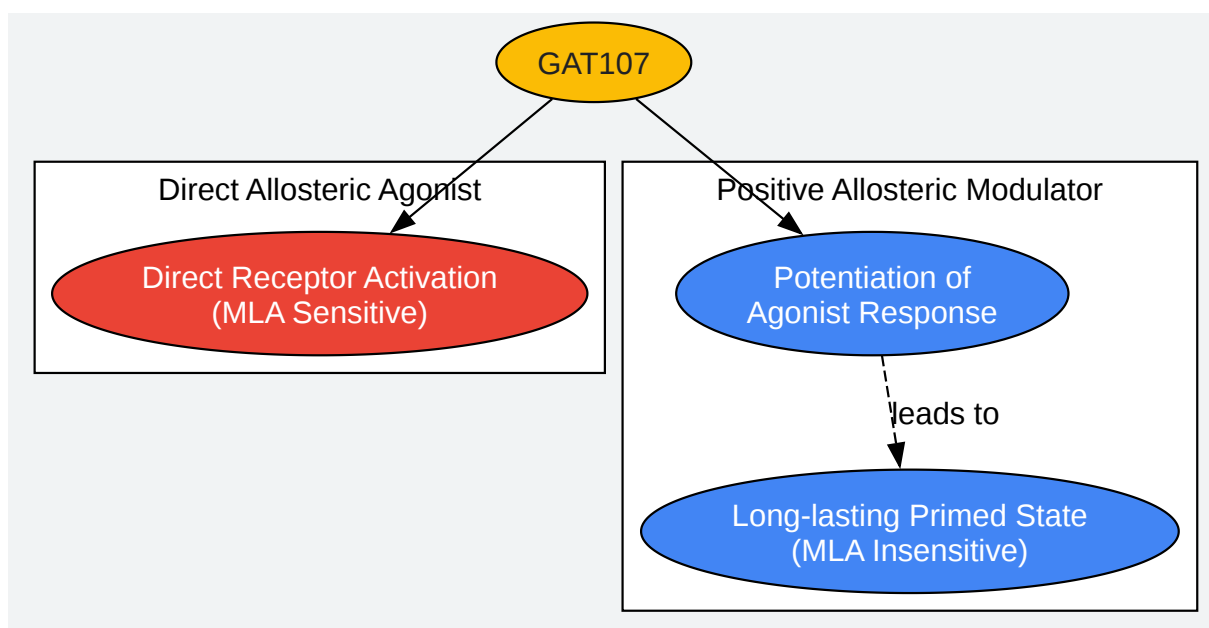 GAT107
Direct Allosteric Agonist
Direct Receptor Activation
(MLA Sensitive)
Positive Allosteric Modulator
Potentiation of
Agonist Response
leads to
Long-lasting Primed State
(MLA Insensitive)